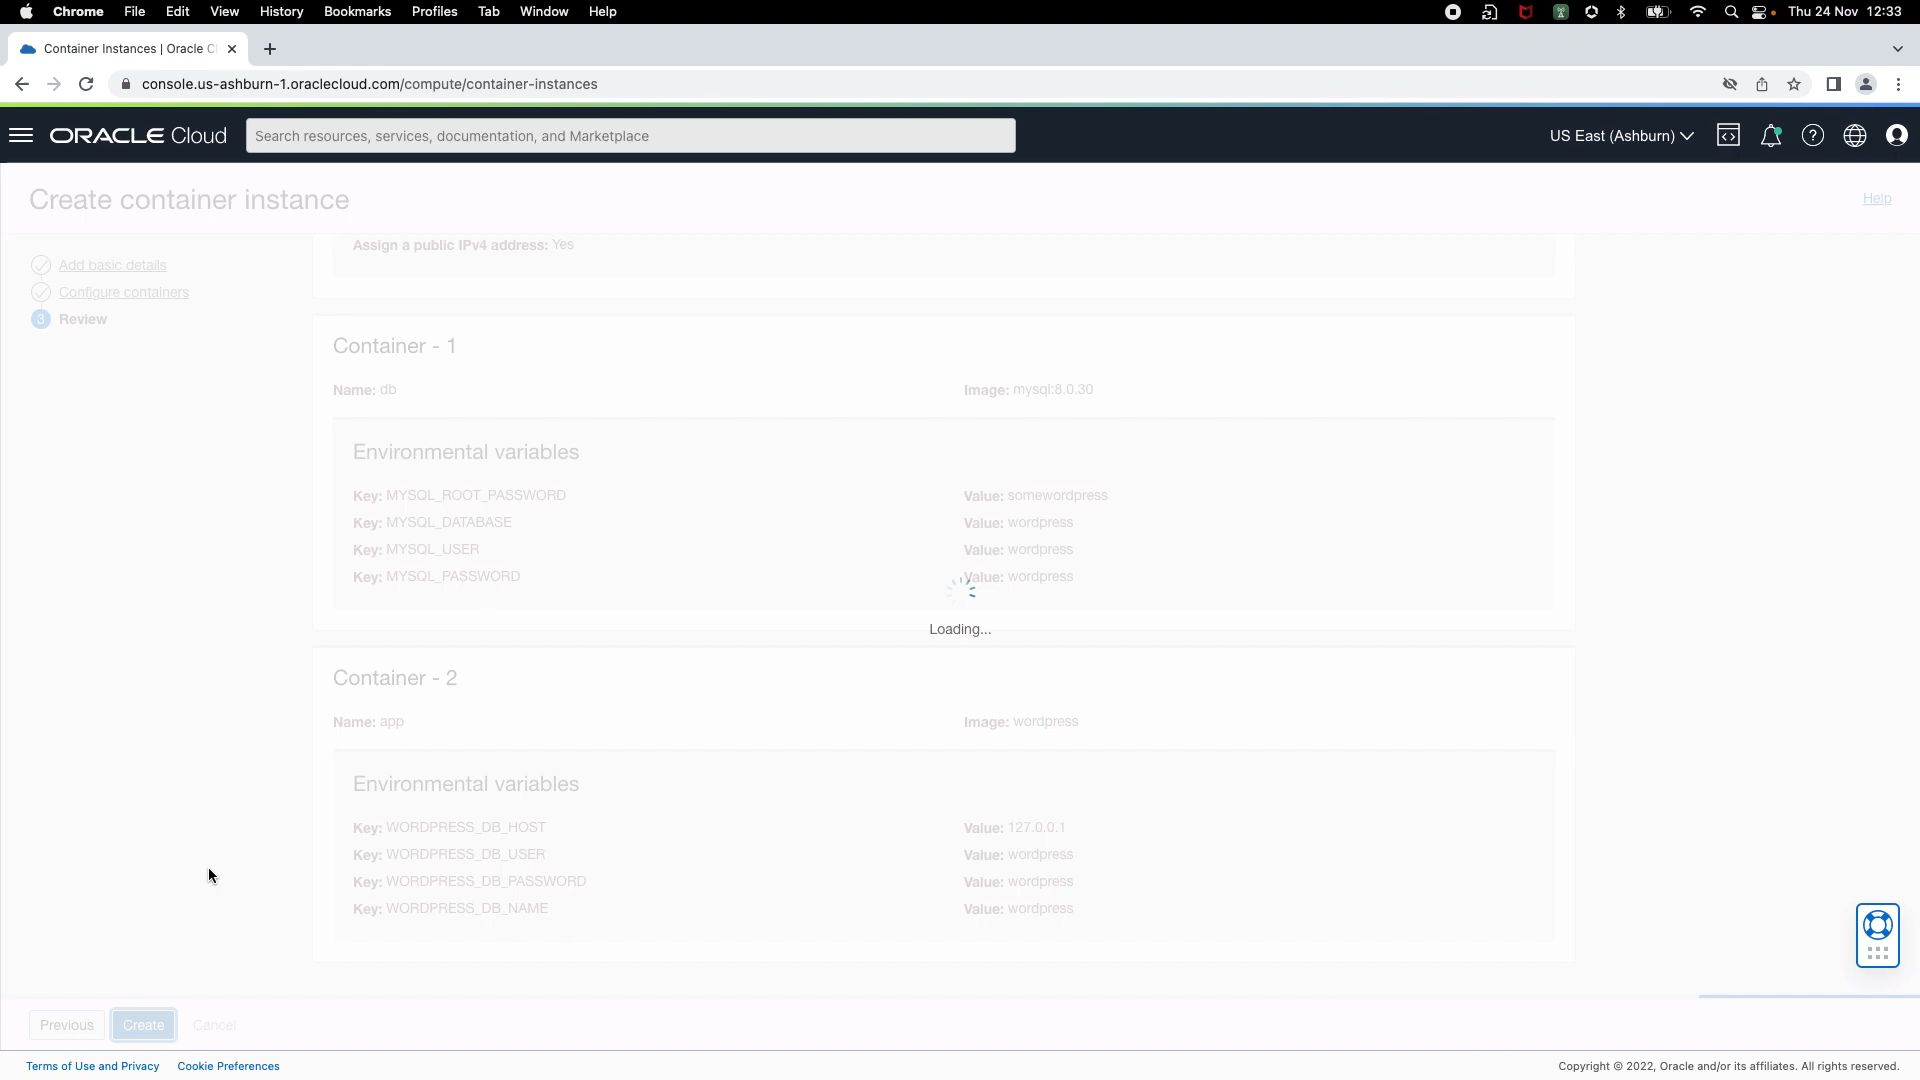 Chrome File Edit View History Bookmarks Profiles Tab Window Help Thu 24 Nov 12:33
Container Instances | Oracle C
console.us-ashburn-1.oraclecloud.com/compute/container-instances
ORACLE Cloud Search resources, services, documentation, and Marketplace US East (Ashburn)
Create container instance Help
Assign a public IPv4 address: Yes
Add basic details
Configure containers
3 Review
Container - 1
Name: db Image: mysql:8.0.30
Environmental variables
Key: MYSQL_ROOT_PASSWORD Value: somewordpress
Key: MYSQL_DATABASE Value: wordpress
Key: MYSQL_USER Value: wordpress
Key: MYSQL_PASSWORD Value: wordpress
Loading...
Container - 2
Name: app Image: wordpress
Environmental variables
Key: WORDPRESS_DB_HOST Value: 127.0.0.1
Key: WORDPRESS_DB_USER Value: wordpress
Key: WORDPRESS_DB_PASSWORD Value: wordpress
Key: WORDPRESS_DB_NAME Value: wordpress
Previous Create Cancel
Terms of Use and Privacy Cookie Preferences Copyright © 2022, Oracle and/or its affiliates. All rights reserved.